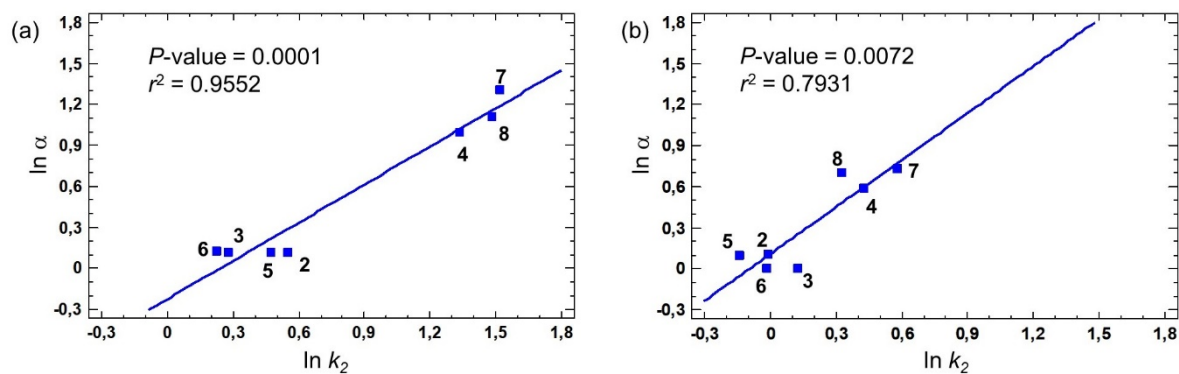 (a)
P-value = 0.0001
r² = 0.9552
ln α
1,8
1,5
1,2
0,9
0,6
0,3
0
-0,3
7
8
4
6
3
5
2
-0,3 0 0,3 0,6 0,9 1,2 1,5 1,8
ln k₂
(b)
P-value = 0.0072
r² = 0.7931
ln α
1,8
1,5
1,2
0,9
0,6
0,3
0
-0,3
8
7
4
5
2
6
3
-0,3 0 0,3 0,6 0,9 1,2 1,5 1,8
ln k₂